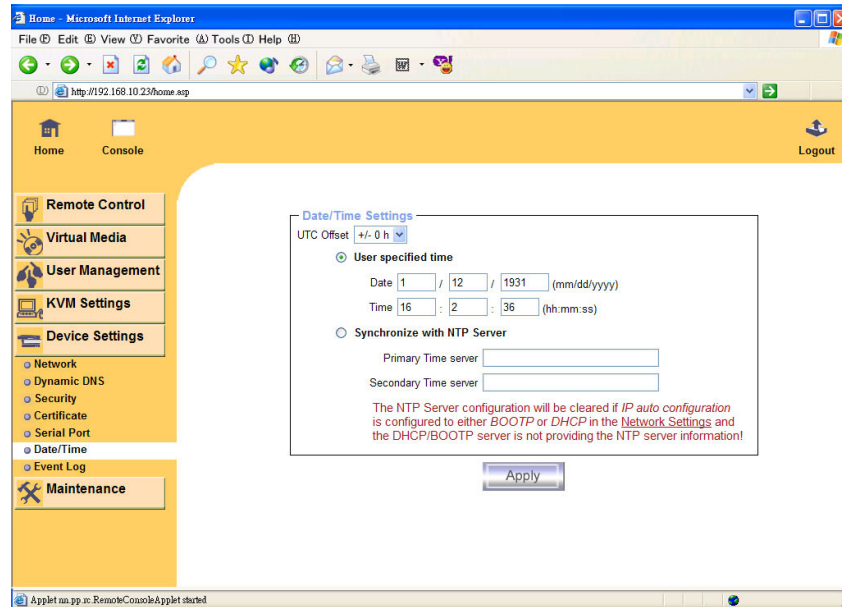 Home - Microsoft Internet Explorer
File (F) Edit (E) View (V) Favorite (A) Tools (T) Help (H)
(D) http://192.168.10.23/home.asp
Home Console Logout
Remote Control
Virtual Media
User Management
KVM Settings
Device Settings
Network
Dynamic DNS
Security
Certificate
Serial Port
Date/Time
Event Log
Maintenance
Date/Time Settings
UTC Offset +/- 0 h
User specified time
Date 1 / 12 / 1931 (mm/dd/yyyy)
Time 16 : 2 : 36 (hh:mm:ss)
Synchronize with NTP Server
Primary Time server
Secondary Time server
The NTP Server configuration will be cleared if IP auto configuration
is configured to either BOOTP or DHCP in the Network Settings and
the DHCP/BOOTP server is not providing the NTP server information!
Apply
Applet nn.pp.rc.RemoteConsoleApplet started